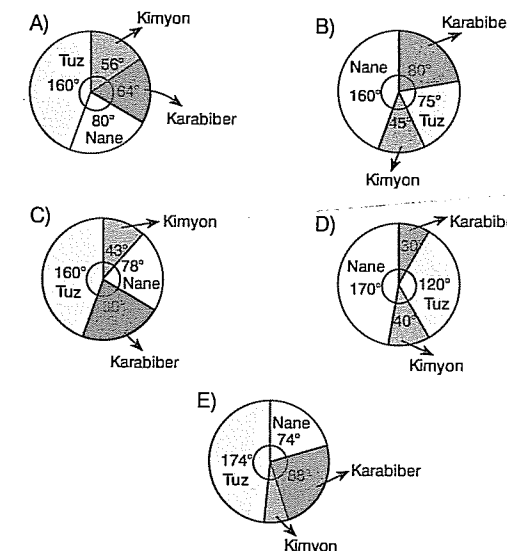 A)
Kimyon
Tuz
56°
160°
64°
80°
Nane
Karabiber
B)
Karabibe
Nane
80°
160°
75°
Tuz
45°
Kimyon
C)
Kimyon
43°
78°
Nane
160°
Tuz
Karabiber
D)
Karabib
30°
Nane
170°
120°
Tuz
40°
Kimyon
E)
Nane
74°
174°
Tuz
88°
Karabiber
Kimyon